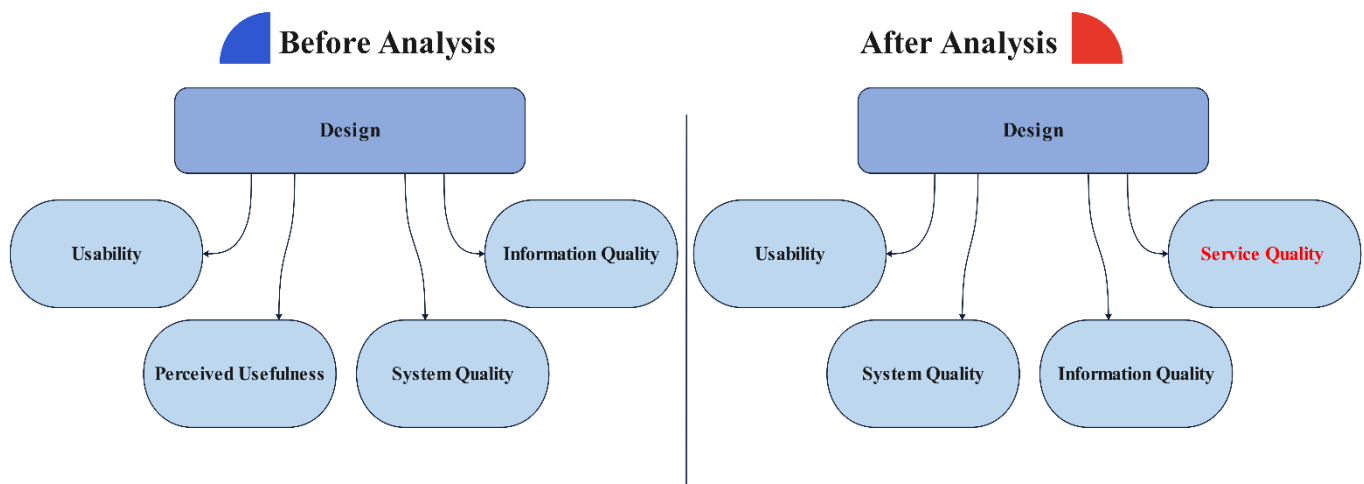 Before Analysis
Design
Usability
Information Quality
Perceived Usefulness
System Quality
After Analysis
Design
Usability
Service Quality
System Quality
Information Quality